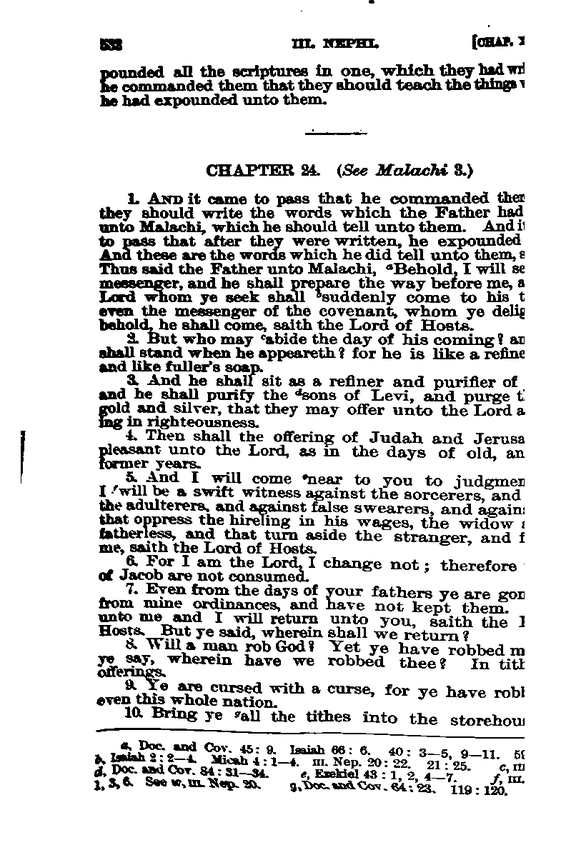 532 III. NEPHI. [CHAP.
pounded all the scriptures in one, which they had wri
he commanded them that they should teach the things
he had expounded unto them.
CHAPTER 24. (See Malachi 3.)
1. AND it came to pass that he commanded them
they should write the words which the Father had
unto Malachi, which he should tell unto them. And i
to pass that after they were written, he expounded
And these are the words which he did tell unto them, s
Thus said the Father unto Malachi, aBehold, I will se
messenger, and he shall prepare the way before me, a
Lord whom ye seek shall bsuddenly come to his t
even the messenger of the covenant, whom ye delig
behold, he shall come, saith the Lord of Hosts.
2. But who may cabide the day of his coming? an
shall stand when he appeareth? for he is like a refine
and like fuller's soap.
3. And he shall sit as a refiner and purifier of
and he shall purify the dsons of Levi, and purge t
gold and silver, that they may offer unto the Lord a
ing in righteousness.
4. Then shall the offering of Judah and Jerusa
pleasant unto the Lord, as in the days of old, an
former years.
5. And I will come enear to you to judgmen
I fwill be a swift witness against the sorcerers, and
the adulterers, and against false swearers, and again
that oppress the hireling in his wages, the widow
fatherless, and that turn aside the stranger, and f
me, saith the Lord of Hosts.
6. For I am the Lord, I change not; therefore
of Jacob are not consumed.
7. Even from the days of your fathers ye are gon
from mine ordinances, and have not kept them.
unto me and I will return unto you, saith the
Hosts. But ye said, wherein shall we return?
8. Will a man rob God? Yet ye have robbed m
ye say, wherein have we robbed thee? In tith
offerings.
9. Ye are cursed with a curse, for ye have robb
even this whole nation.
10. Bring ye gall the tithes into the storehou
a, Doc. and Cov. 45: 9. Isaiah 66: 6. 40: 3—5, 9—11.
b, Isaiah 2: 2—4. Micah 4: 1—4. III. Nep. 20: 22. 21: 25. c, III
d, Doc. and Cov. 84: 31—34. e, Ezekiel 43: 1, 2, 4—7. f, III.
1, 3, 6. See w, III. Nep. 20. g, Doc. and Cov. 64: 23. 119: 120.